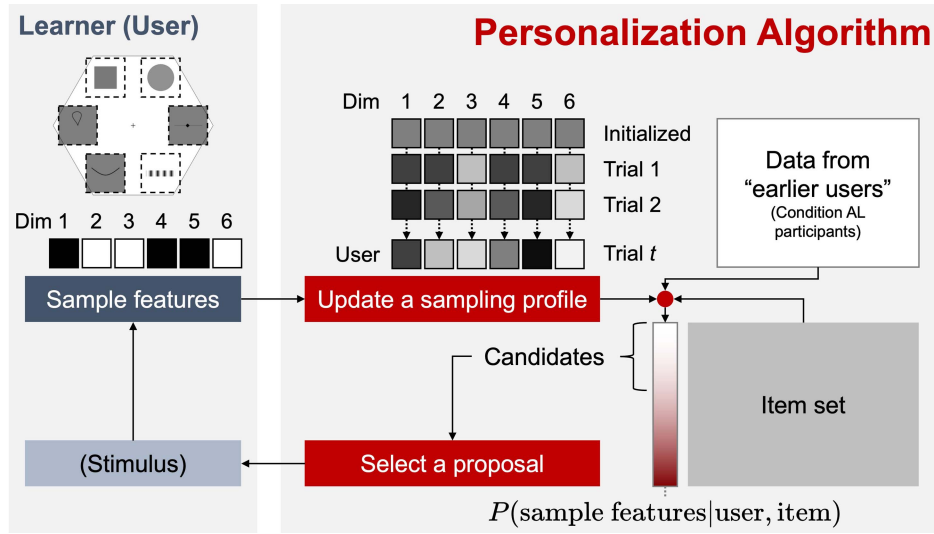 Learner (User)
Personalization Algorithm
Dim 1 2 3 4 5 6
Sample features
(Stimulus)
Dim 1 2 3 4 5 6
Initialized
Trial 1
Trial 2
User
Trial t
Update a sampling profile
Data from
“earlier users”
(Condition AL
participants)
Candidates
Item set
Select a proposal
P(sample features|user, item)